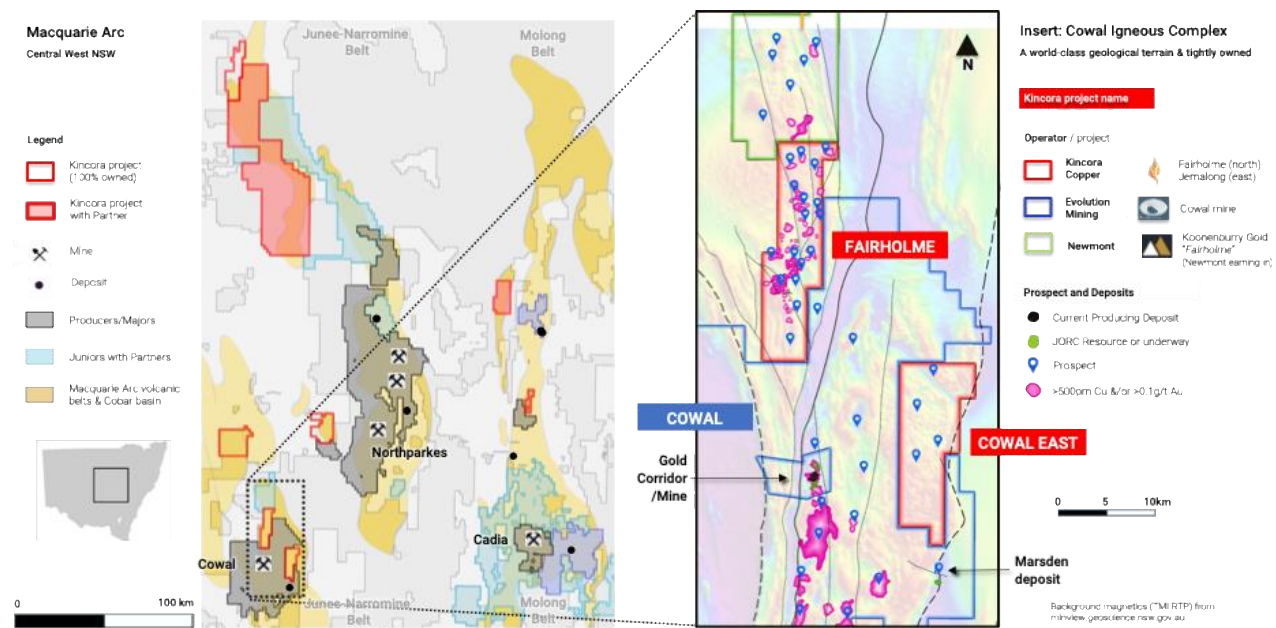 Macquarie Arc
Central West NSW
Legend
Kincora project
(100% owned)
Kincora project
with Partner
Mine
Deposit
Producers/Majors
Juniors with Partners
Macquarie Arc volcanic
belts & Cobar basin
0
100 km
Junee-Narromine
Belt
Molong
Belt
Northparkes
Cowal
Cadia
Junee-Narromine
Belt
Molong
Belt
N
FAIRHOLME
COWAL
COWAL EAST
Gold
Corridor
/Mine
Marsden
deposit
Insert: Cowal Igneous Complex
A world-class geological terrain & tightly owned
Kincora project name
Operator / project
Kincora
Copper
Fairholme (north)
Jemalong (east)
Evolution
Mining
Cowal mine
Newmont
Koonenburry Gold
"Fairholme"
(Newmont earning in)
Prospect and Deposits
Current Producing Deposit
JORC Resource or underway
Prospect
>500pm Cu &/or >0.1g/t Au
0 5 10km
Background magnetics (TMI RTP) from
minview.geoscience.nsw.gov.au